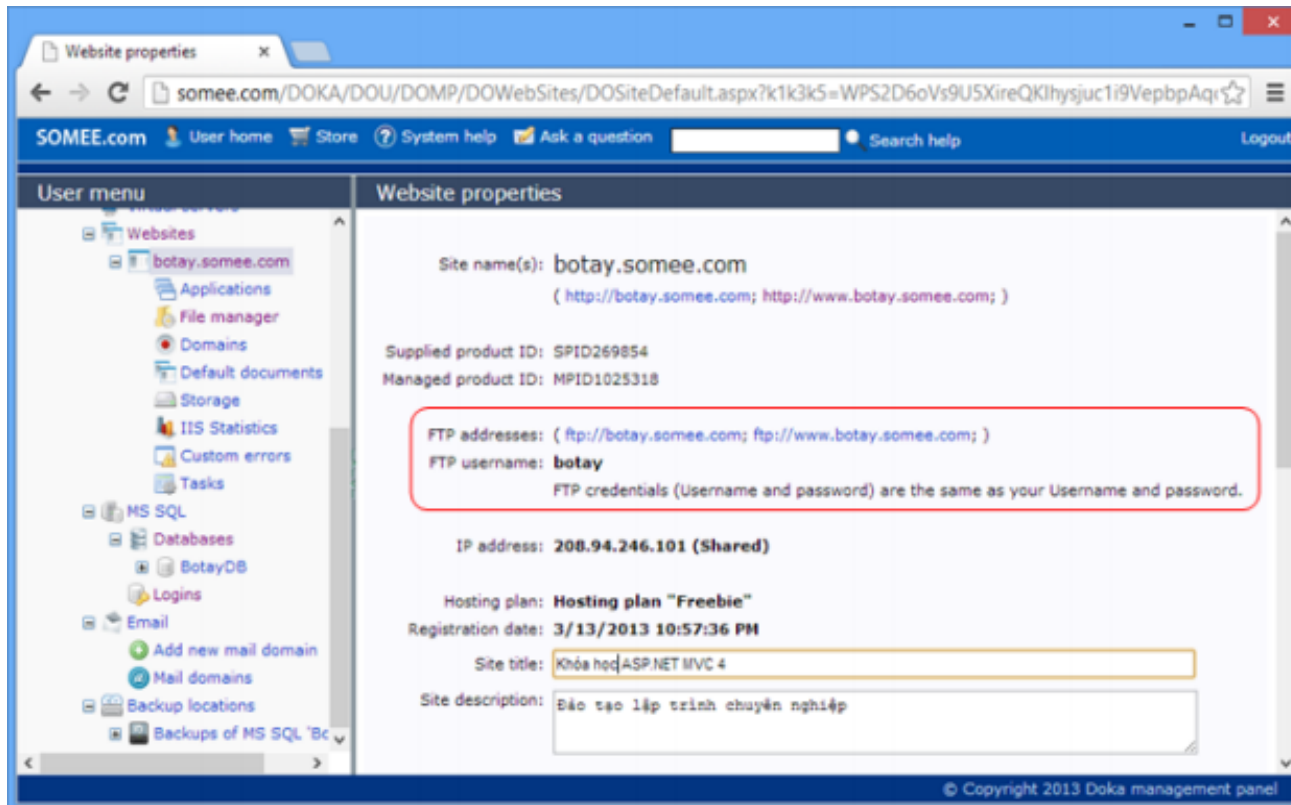 Website properties
somee.com/DOKA/DOU/DOMP/DOWebSites/DOSiteDefault.aspx?k1k3k5=WPS2D6oVs9U5XireQKIhysjuc1i9VepbpAq
SOMEE.com User home Store System help Ask a question Search help Logout
User menu
Website properties
Virtual Servers
Websites
botay.somee.com
Applications
File manager
Domains
Default documents
Storage
IIS Statistics
Custom errors
Tasks
MS SQL
Databases
BotayDB
Logins
Email
Add new mail domain
Mail domains
Backup locations
Backups of MS SQL 'Bo
Site name(s): botay.somee.com
( http://botay.somee.com; http://www.botay.somee.com; )
Supplied product ID: SPID269854
Managed product ID: MPID1025318
FTP addresses: ( ftp://botay.somee.com; ftp://www.botay.somee.com; )
FTP username: botay
FTP credentials (Username and password) are the same as your Username and password.
IP address: 208.94.246.101 (Shared)
Hosting plan: Hosting plan "Freebie"
Registration date: 3/13/2013 10:57:36 PM
Site title: Khóa học ASP.NET MVC 4
Site description: Đào tạo lập trình chuyên nghiệp
© Copyright 2013 Doka management panel